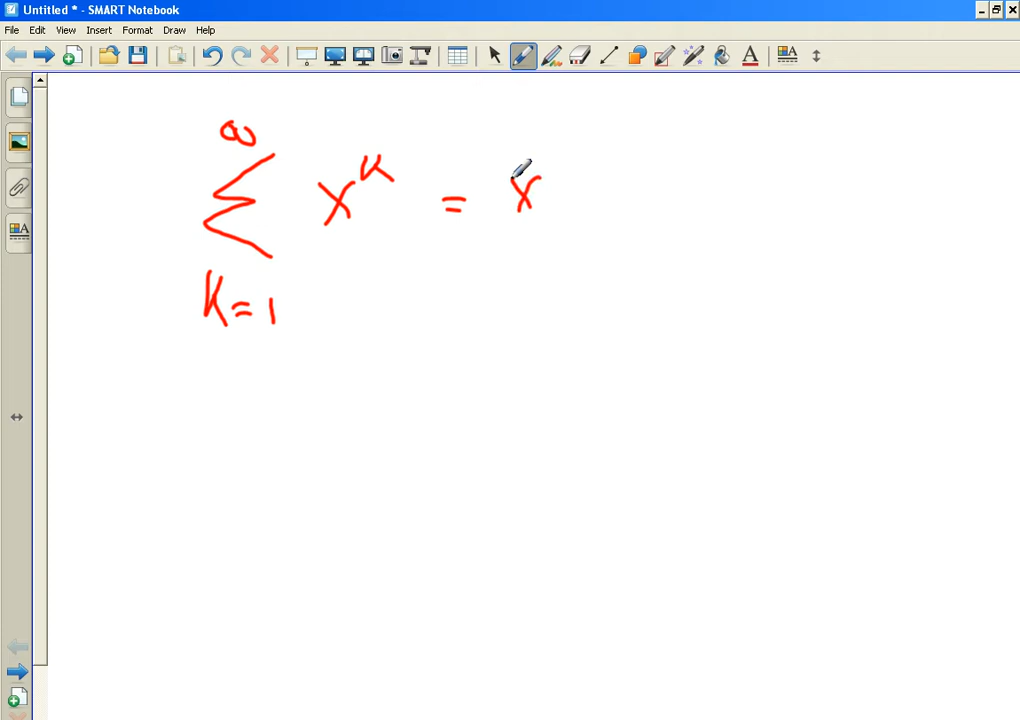 Untitled * - SMART Notebook
File Edit View Insert Format Draw Help
∞
∑ x^k = x
k=1